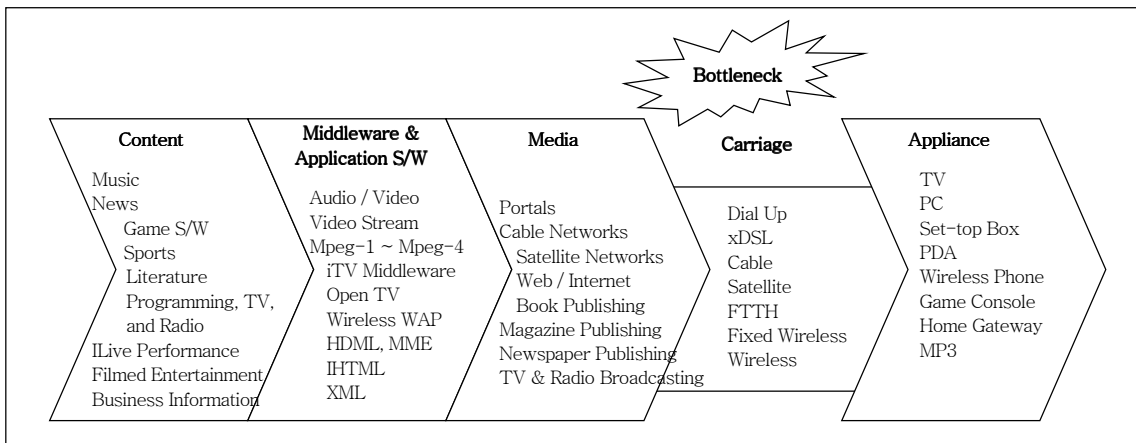 Bottleneck
Content
Music
News
Game S/W
Sports
Literature
Programming, TV,
and Radio
ILive Performance
Filmed Entertainment
Business Information
Middleware &
Application S/W
Audio / Video
Video Stream
Mpeg-1 ~ Mpeg-4
iTV Middleware
Open TV
Wireless WAP
HDML, MME
IHTML
XML
Media
Portals
Cable Networks
Satellite Networks
Web / Internet
Book Publishing
Magazine Publishing
Newspaper Publishing
TV & Radio Broadcasting
Carriage
Dial Up
xDSL
Cable
Satellite
FTTH
Fixed Wireless
Wireless
Appliance
TV
PC
Set-top Box
PDA
Wireless Phone
Game Console
Home Gateway
MP3